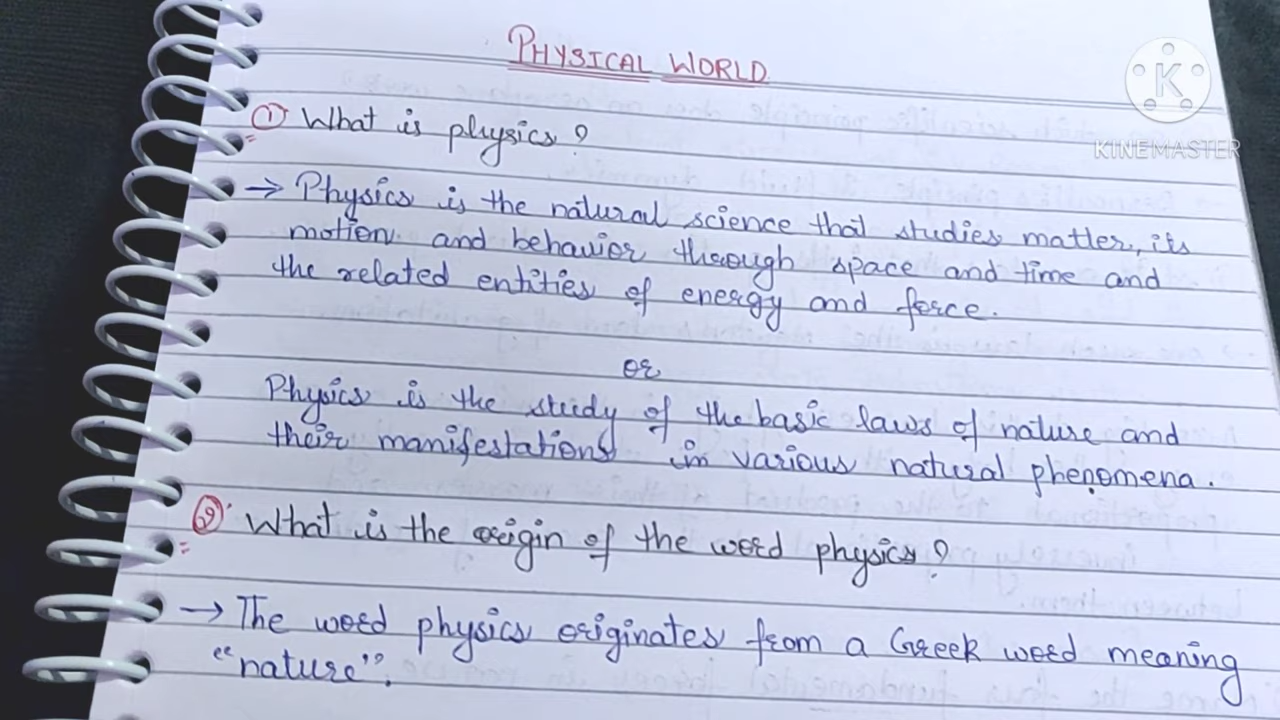 PHYSICAL WORLD
K
KINEMASTER
① What is physics?
→ Physics is the natural science that studies matter, its
motion and behavior through space and time and
the related entities of energy and force.
or
Physics is the study of the basic laws of nature and
their manifestations in various natural phenomena.
② What is the origin of the word physics?
→ The word physics originates from a Greek word meaning
"nature".